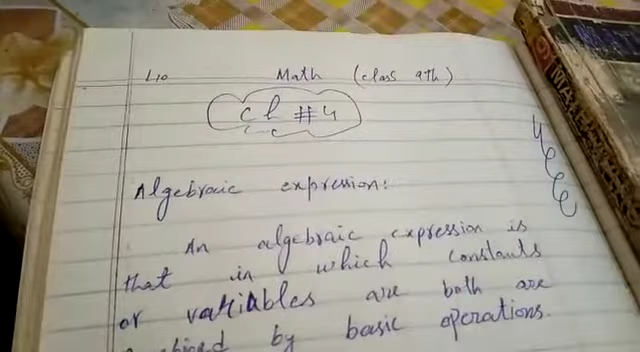 L10 Math (class 9th)
ch # 4
Algebraic expression:
An algebraic expression is
that in which constants
or variables are both are
by basic operations.